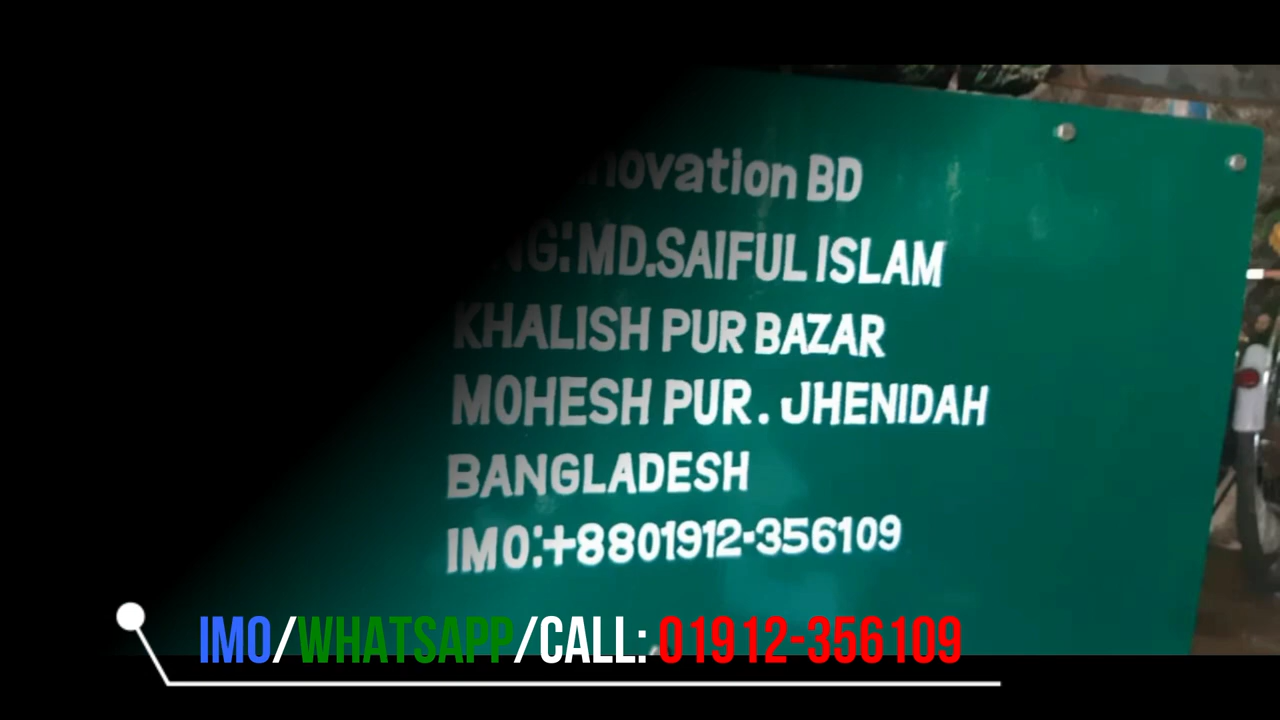 BD
MD.SAIFUL ISLAM
KHALISH PUR BAZAR
MOHESH PUR. JHENIDAH
BANGLADESH
IMO:+8801912-356109
IMO/WHATSAPP/CALL: 01912-356109